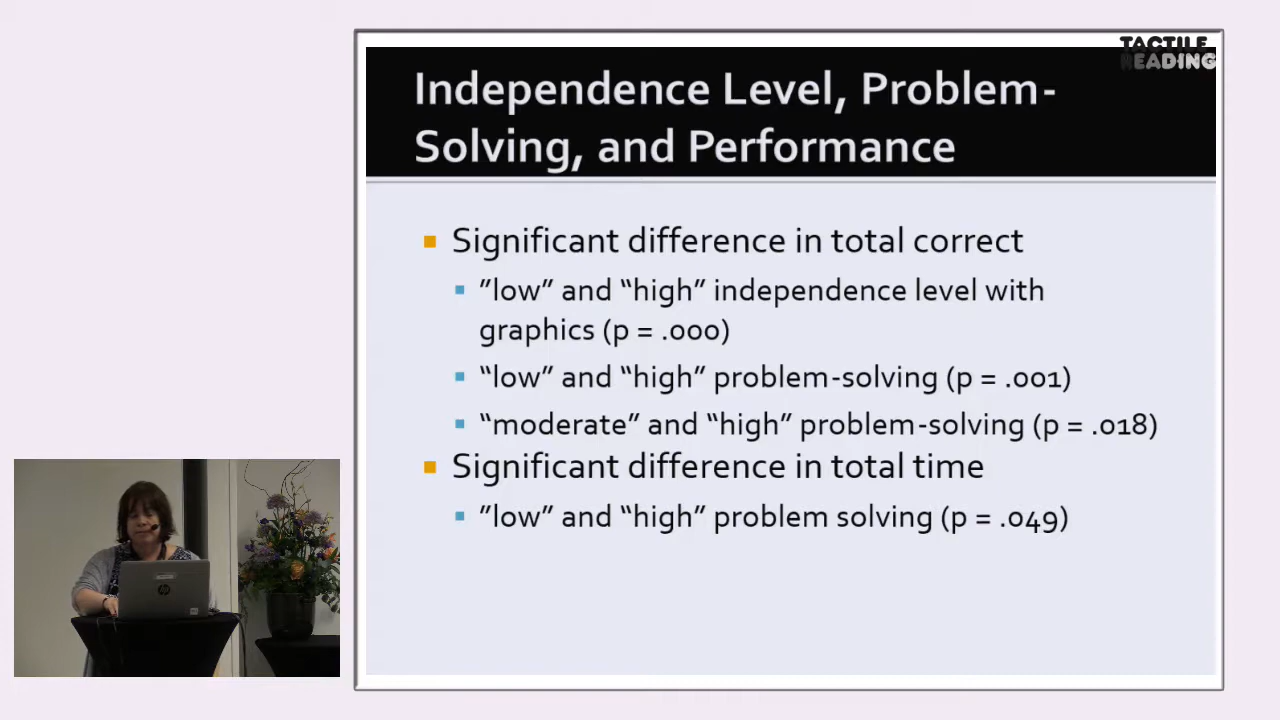 TACTILE
READING
Independence Level, Problem-
Solving, and Performance
Significant difference in total correct
”low” and “high” independence level with
graphics (p = .000)
“low” and “high” problem-solving (p = .001)
“moderate” and “high” problem-solving (p = .018)
Significant difference in total time
”low” and “high” problem solving (p = .049)
hp